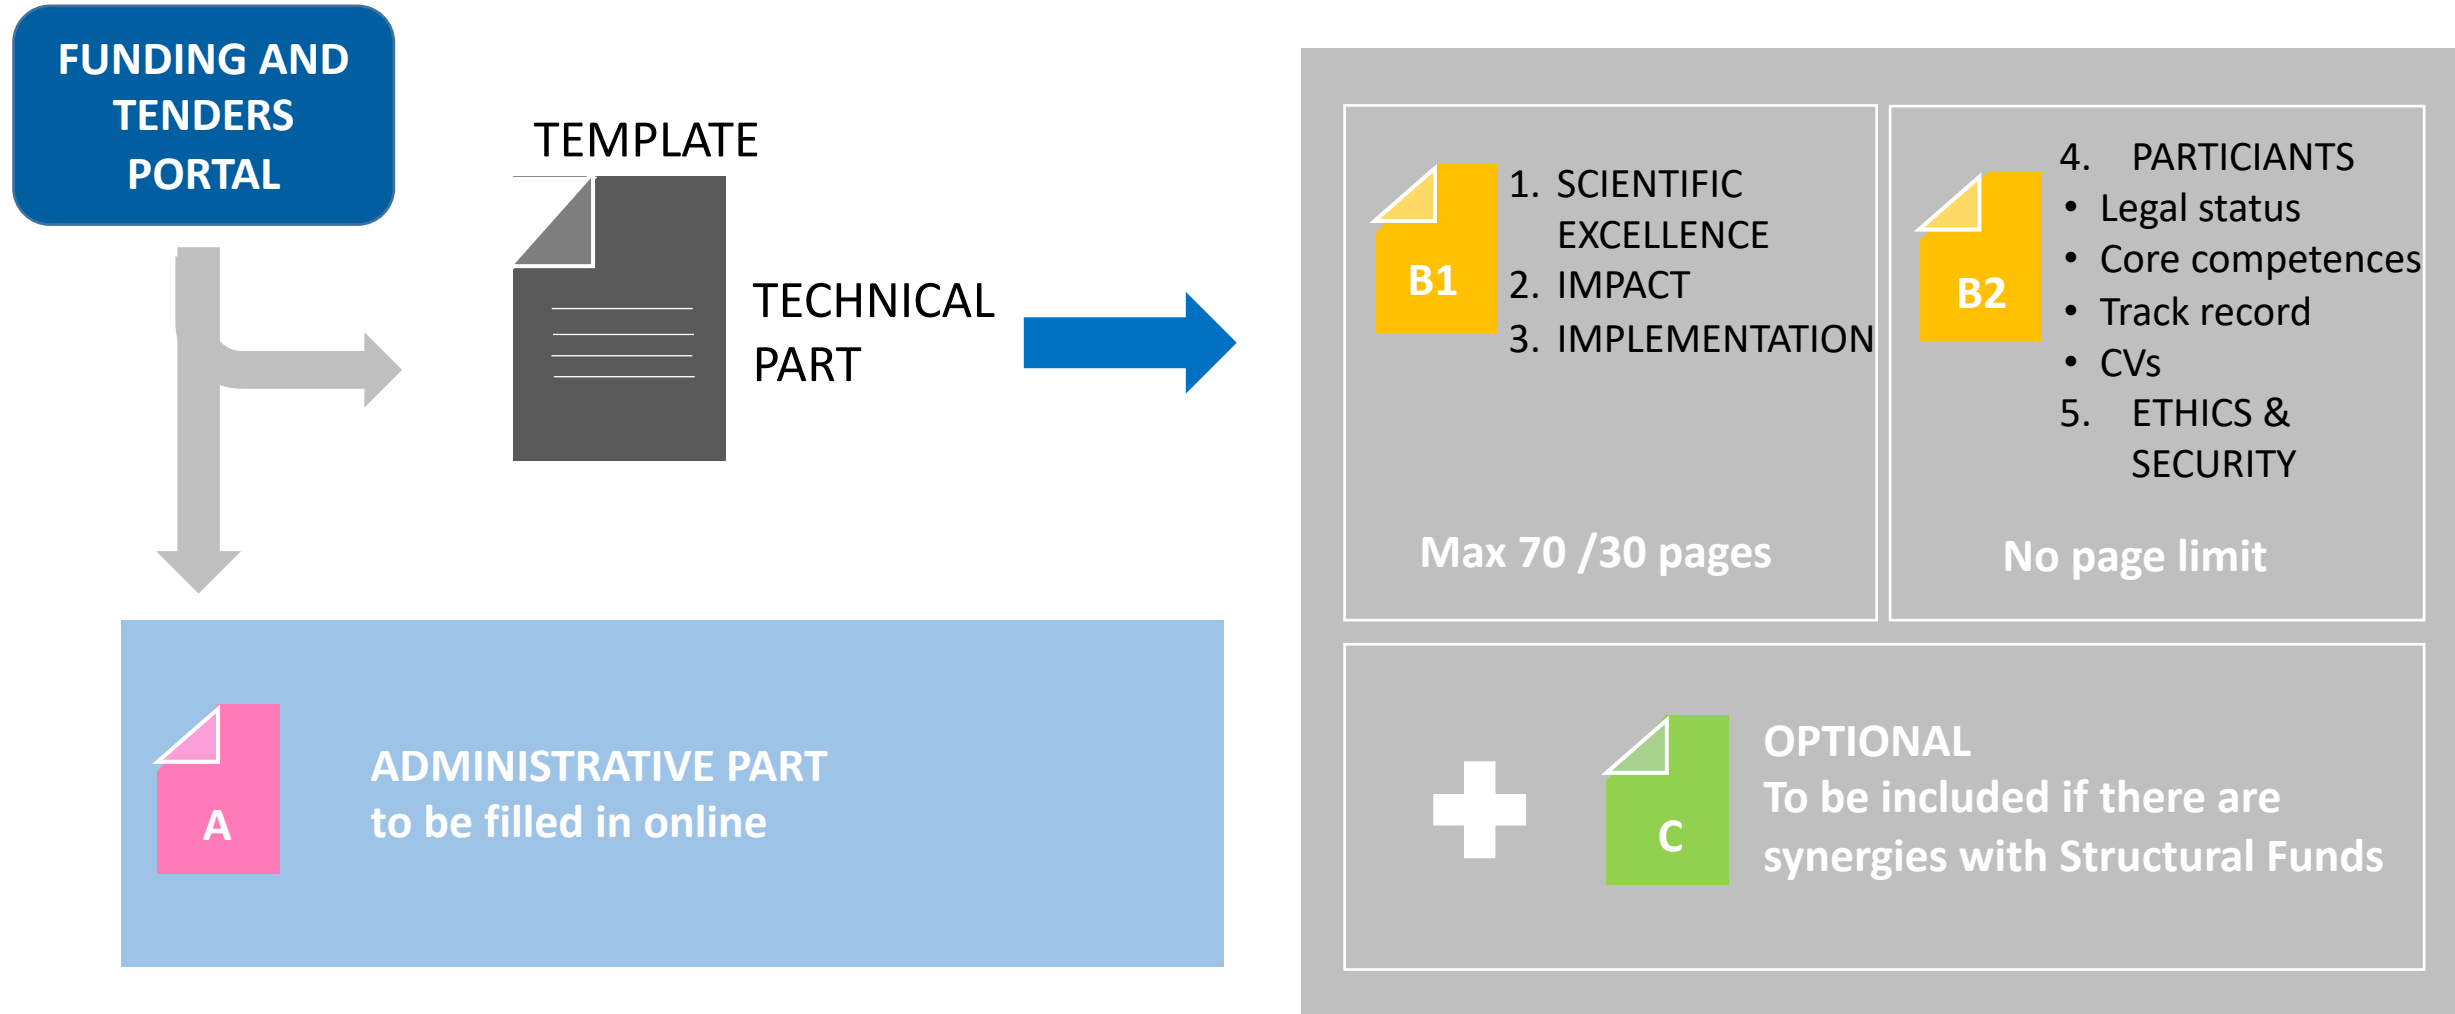 FUNDING AND
TENDERS
PORTAL
TEMPLATE
TECHNICAL
PART
B1
1. SCIENTIFIC
EXCELLENCE
2. IMPACT
3. IMPLEMENTATION
Max 70 /30 pages
B2
4. PARTICIANTS
• Legal status
• Core competences
• Track record
• CVs
5. ETHICS &
SECURITY
No page limit
A
ADMINISTRATIVE PART
to be filled in online
C
OPTIONAL
To be included if there are
synergies with Structural Funds